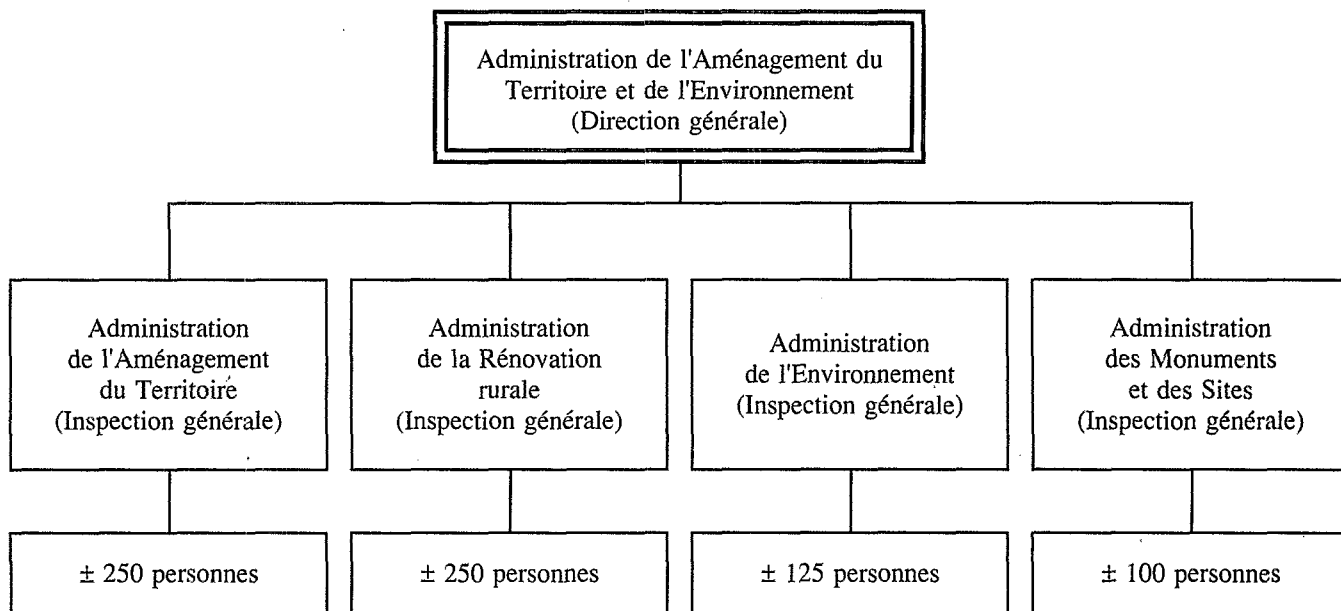 Administration de l'Aménagement du
Territoire et de l'Environnement
(Direction générale)
Administration
de l'Aménagement
du Territoire
(Inspection générale)
Administration
de la Rénovation
rurale
(Inspection générale)
Administration
de l'Environnement
(Inspection générale)
Administration
des Monuments
et des Sites
(Inspection générale)
± 250 personnes
± 250 personnes
± 125 personnes
± 100 personnes